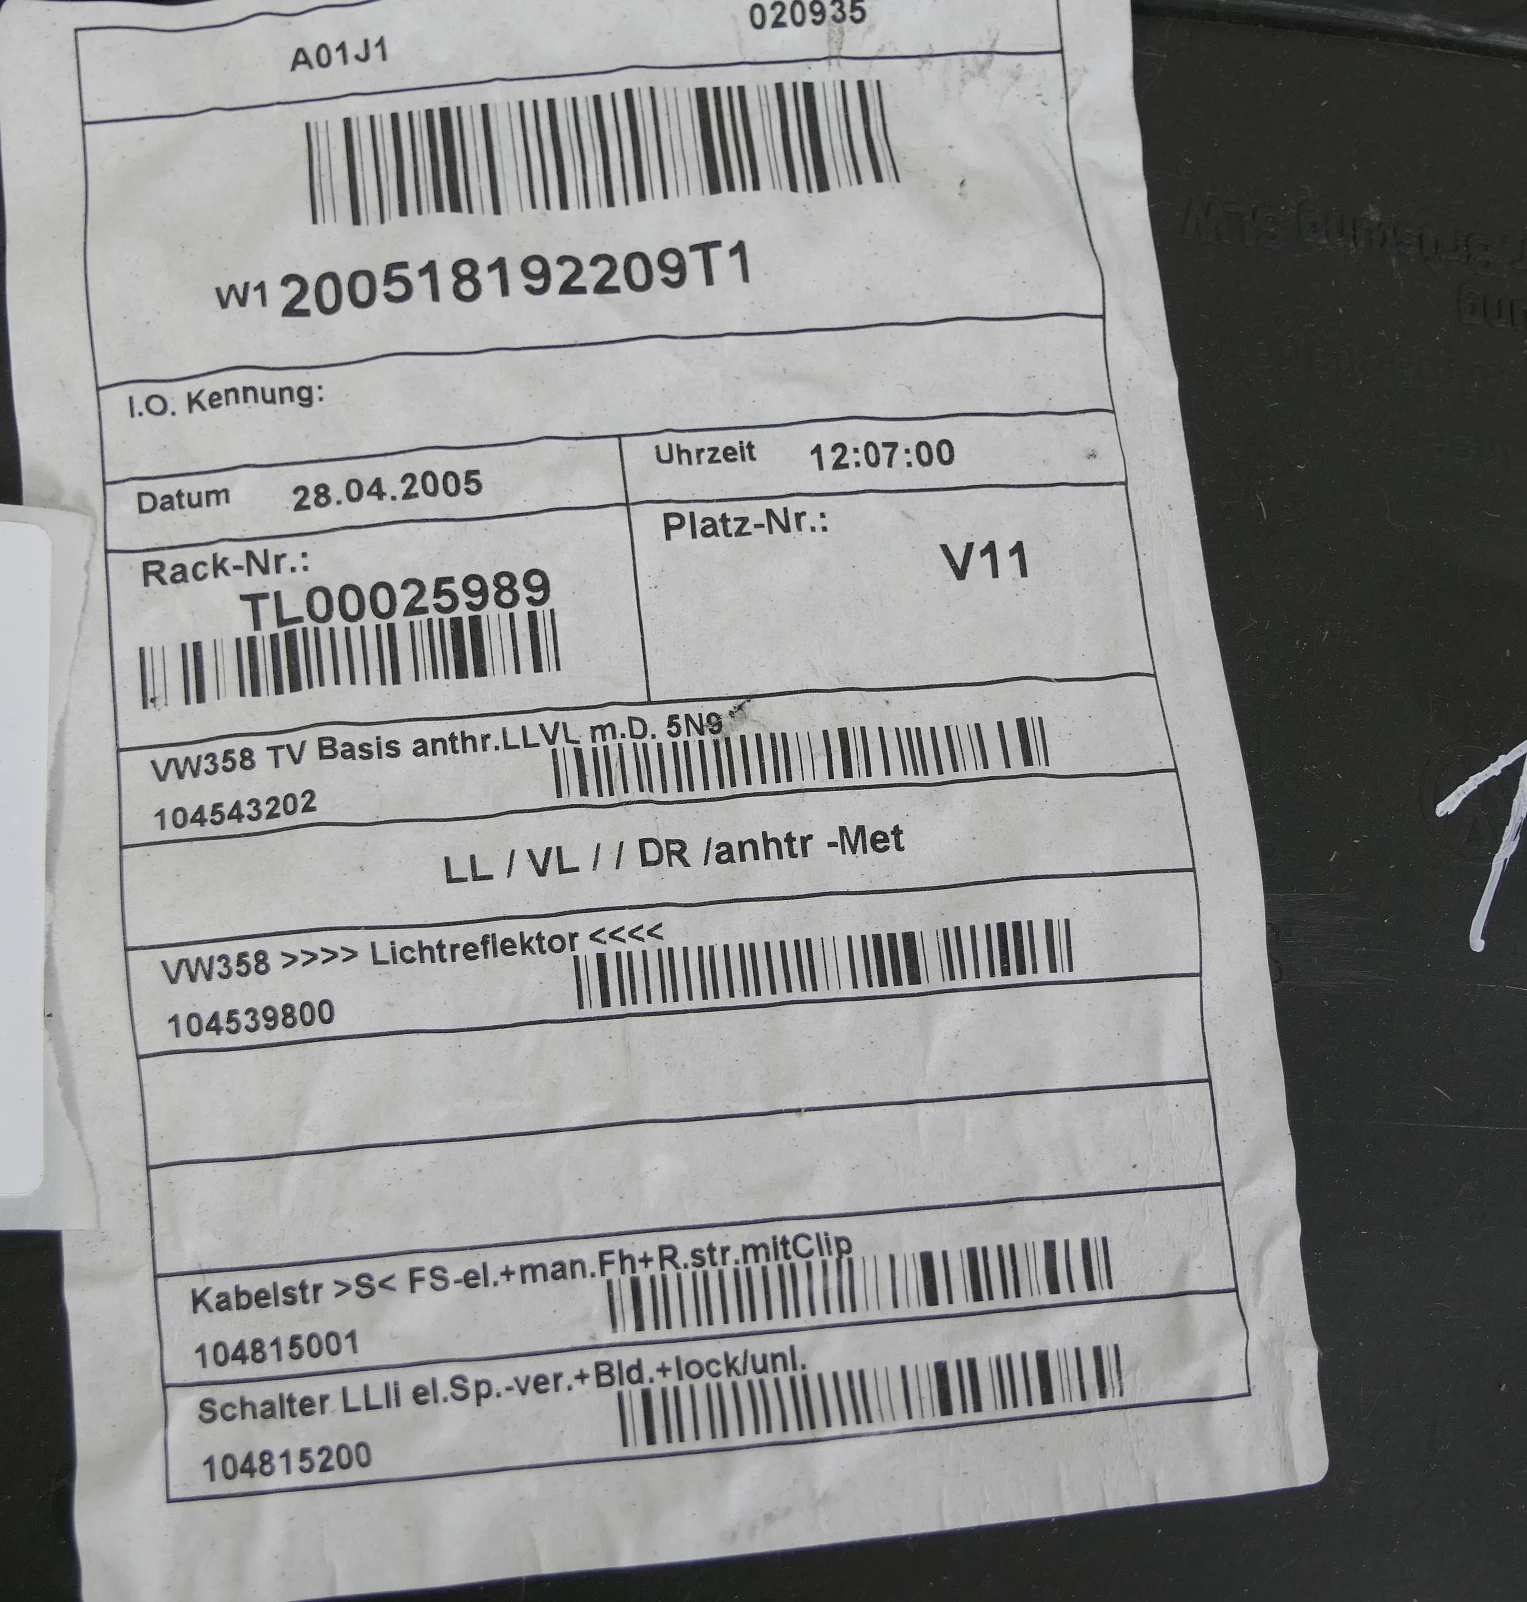 A01J1 020935
W1 200518192209T1
I.O. Kennung:
Datum 28.04.2005 Uhrzeit 12:07:00
Rack-Nr.: Platz-Nr.:
TL00025989 V11
VW358 TV Basis anthr.LLVL m.D. 5N9
104543202
LL / VL / / DR /anhtr -Met
VW358 >>>> Lichtreflektor <<<<
104539800
Kabelstr >S< FS-el.+man.Fh+R.str.mitClip
104815001
Schalter LLli el.Sp.-ver.+Bld.+lock/unl.
104815200